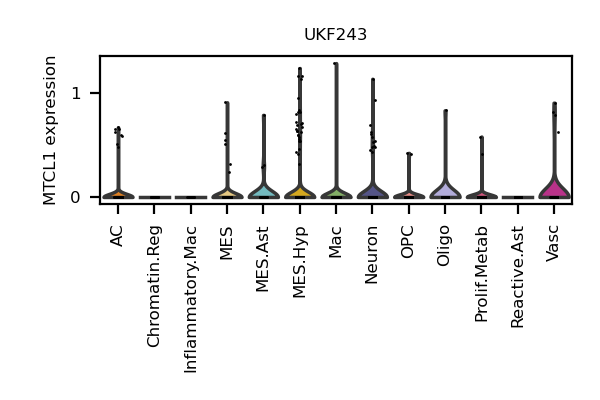 UKF243
MTCL1 expression
1
0
AC
Chromatin.Reg
Inflammatory.Mac
MES
MES.Ast
MES.Hyp
Mac
Neuron
OPC
Oligo
Prolif.Metab
Reactive.Ast
Vasc